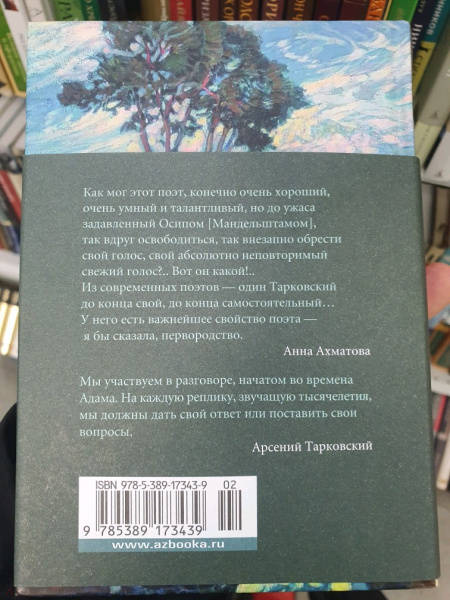 Как мог этот поэт, конечно очень хороший,
очень умный и талантливый, но до ужаса
задавленный Осипом [Мандельштамом],
так вдруг освободиться, так внезапно обрести
свой голос, свой абсолютно неповторимый
свежий голос?.. Вот он какой!..
Из современных поэтов — один Тарковский
до конца свой, до конца самостоятельный…
У него есть важнейшее свойство поэта —
я бы сказала, первородство.
Анна Ахматова
Мы участвуем в разговоре, начатом во времена
Адама. На каждую реплику, звучащую тысячелетия,
мы должны дать свой ответ или поставить свои
вопросы.
Арсений Тарковский
ISBN 978-5-389-17343-9 02
9 785389 173439
www.azbooka.ru